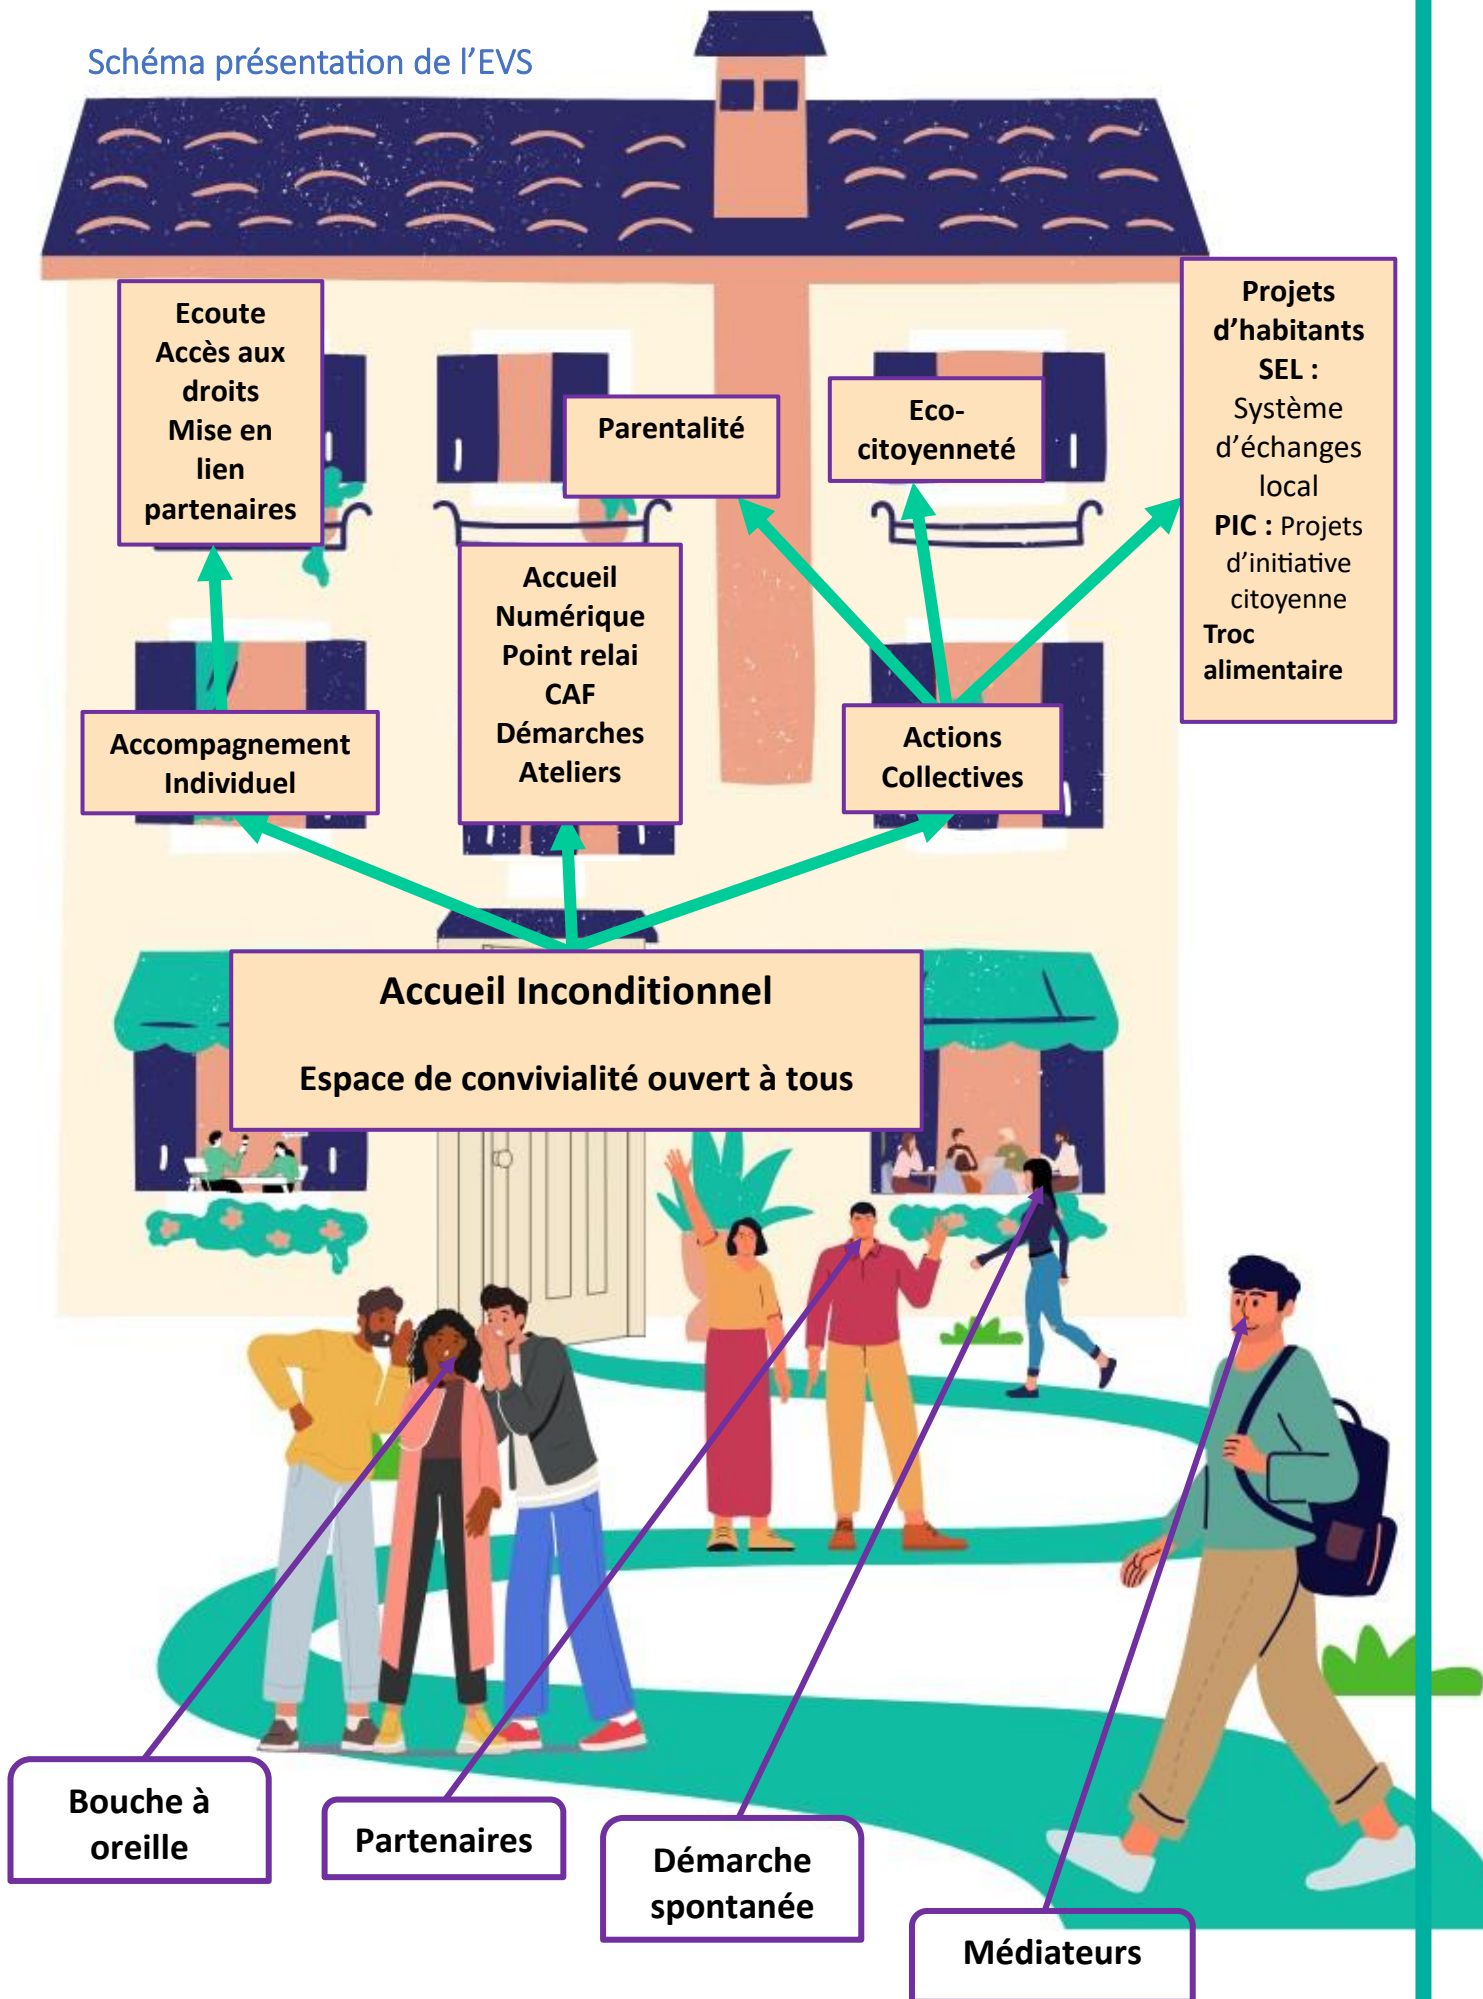 Schéma présentation de l'EVS
Ecoute
Accès aux
droits
Mise en
lien
partenaires
Parentalité
Eco-
citoyenneté
Projets
d'habitants
SEL :
Système
d'échanges
local
PIC : Projets
d'initiative
citoyenne
Troc
alimentaire
Accompagnement
Individuel
Accueil
Numérique
Point relai
CAF
Démarches
Ateliers
Actions
Collectives
Accueil Inconditionnel
Espace de convivialité ouvert à tous
Bouche à
oreille
Partenaires
Démarche
spontanée
Médiateurs